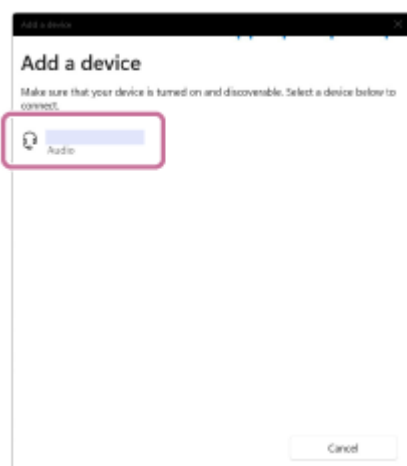 Add a device
Add a device
Make sure that your device is turned on and discoverable. Select a device below to
connect.
Audio
Cancel